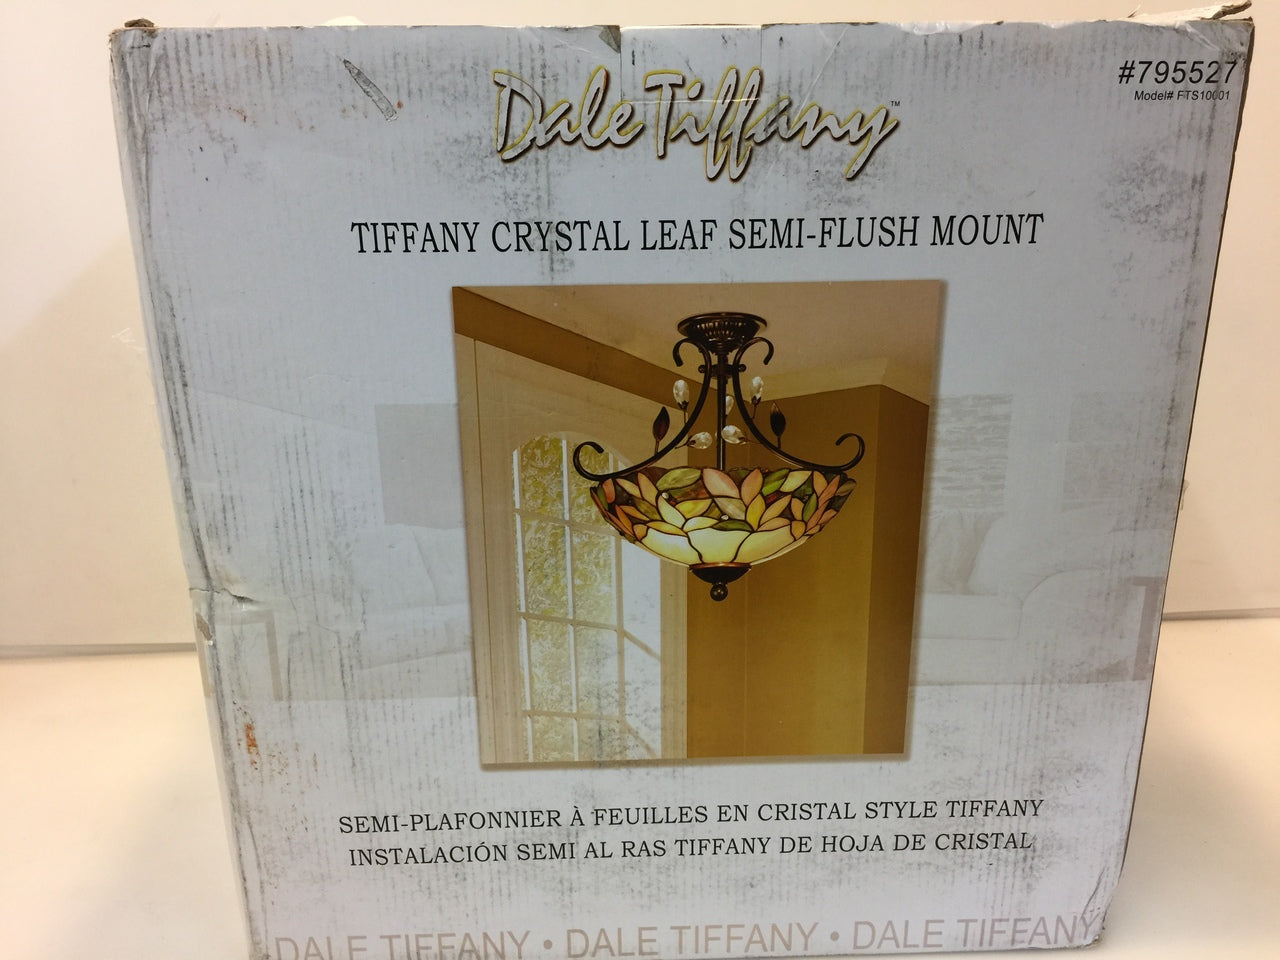 Dale Tiffany™
#795527
Model# FTS10001
TIFFANY CRYSTAL LEAF SEMI-FLUSH MOUNT
SEMI-PLAFONNIER À FEUILLES EN CRISTAL STYLE TIFFANY
INSTALACIÓN SEMI AL RAS TIFFANY DE HOJA DE CRISTAL
DALE TIFFANY • DALE TIFFANY • DALE TIFFANY